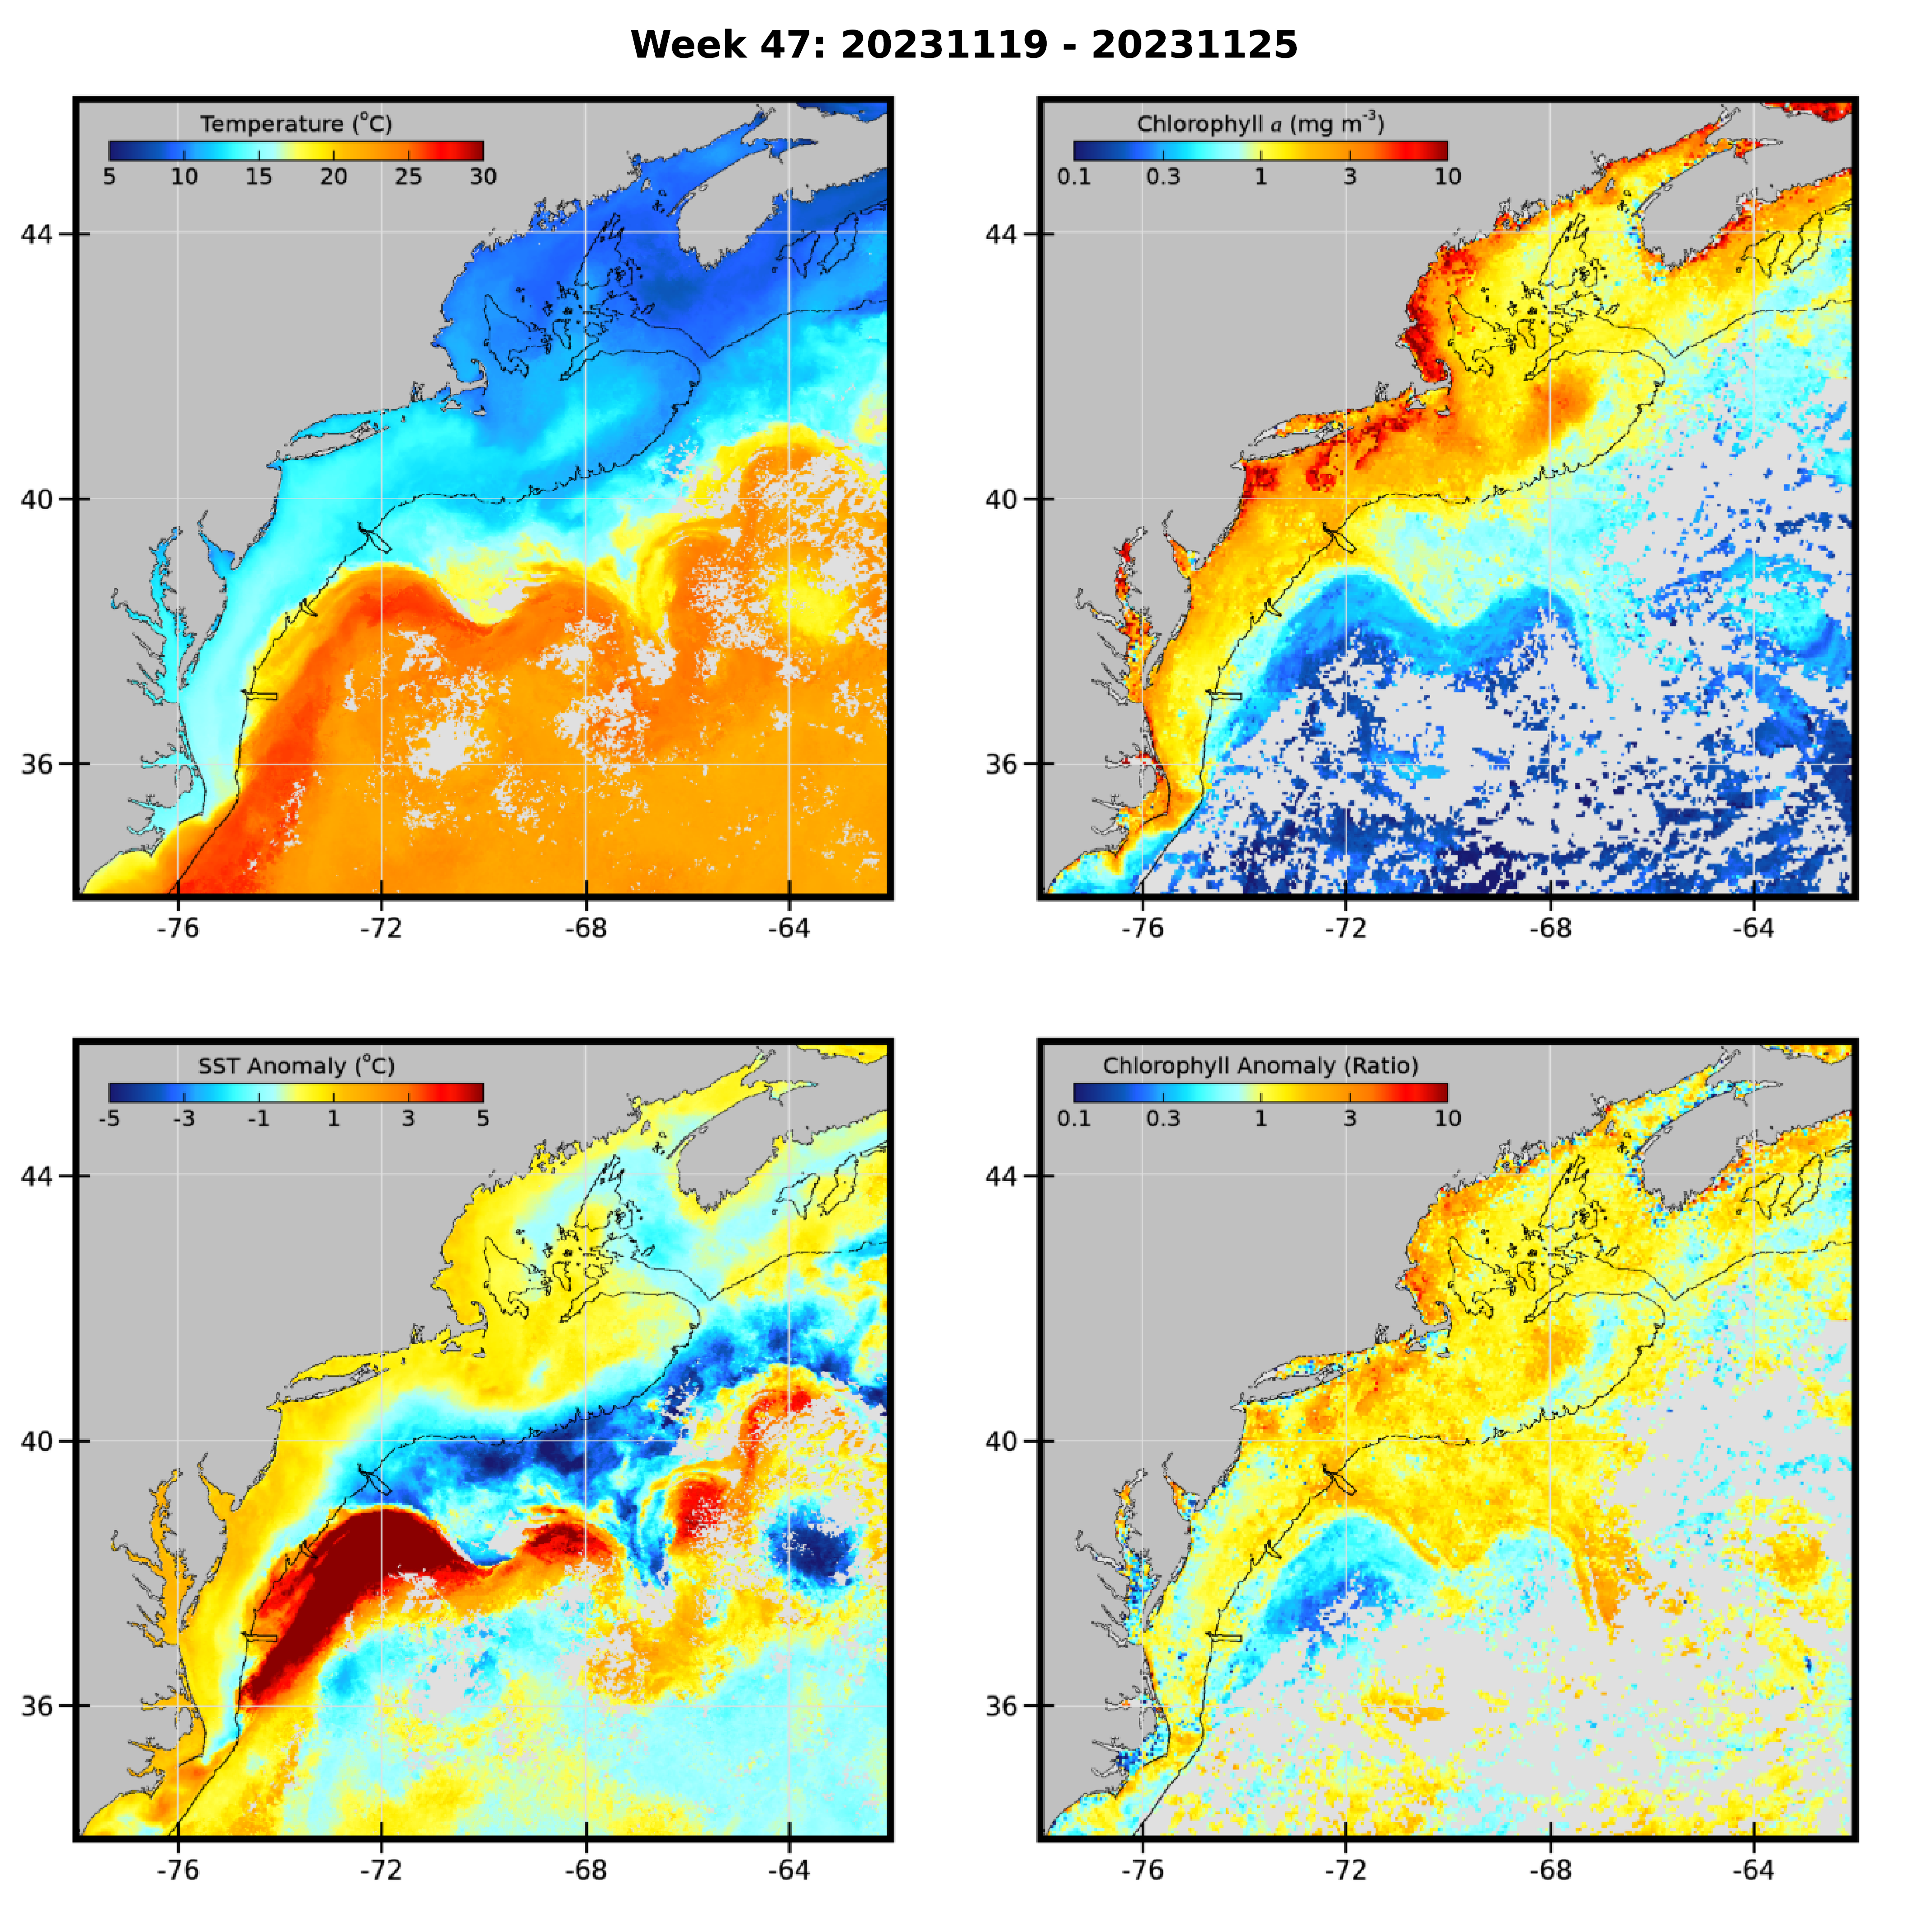 Week 47: 20231119 - 20231125
Temperature (°C)
5 10 15 20 25 30
44
40
36
-76 -72 -68 -64
Chlorophyll a (mg m⁻³)
0.1 0.3 1 3 10
44
40
36
-76 -72 -68 -64
SST Anomaly (°C)
-5 -3 -1 1 3 5
44
40
36
-76 -72 -68 -64
Chlorophyll Anomaly (Ratio)
0.1 0.3 1 3 10
44
40
36
-76 -72 -68 -64